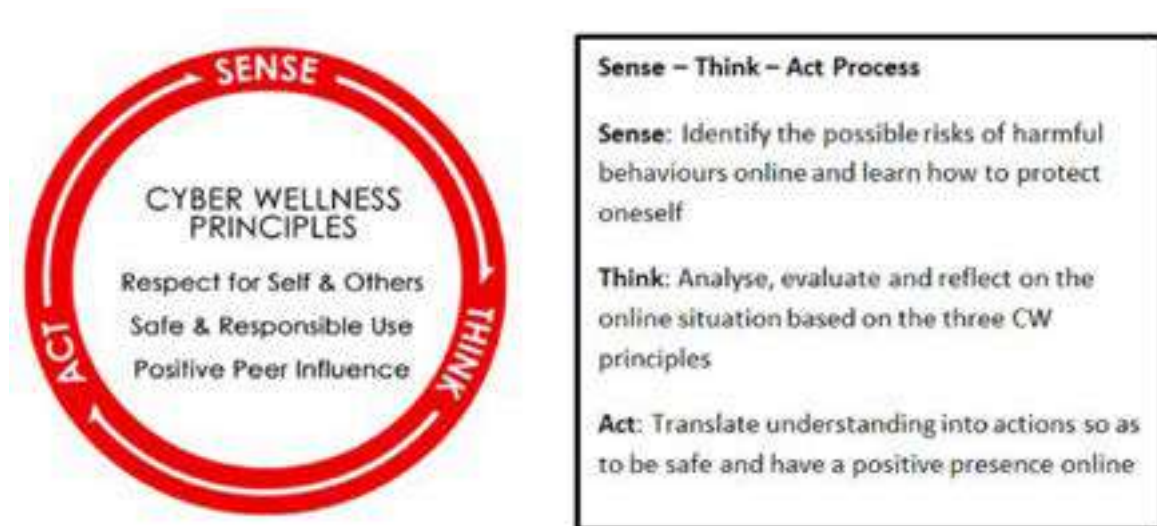 SENSE
THINK
ACT
CYBER WELLNESS
PRINCIPLES
Respect for Self & Others
Safe & Responsible Use
Positive Peer Influence
Sense – Think – Act Process
Sense: Identify the possible risks of harmful
behaviours online and learn how to protect
oneself
Think: Analyse, evaluate and reflect on the
online situation based on the three CW
principles
Act: Translate understanding into actions so as
to be safe and have a positive presence online